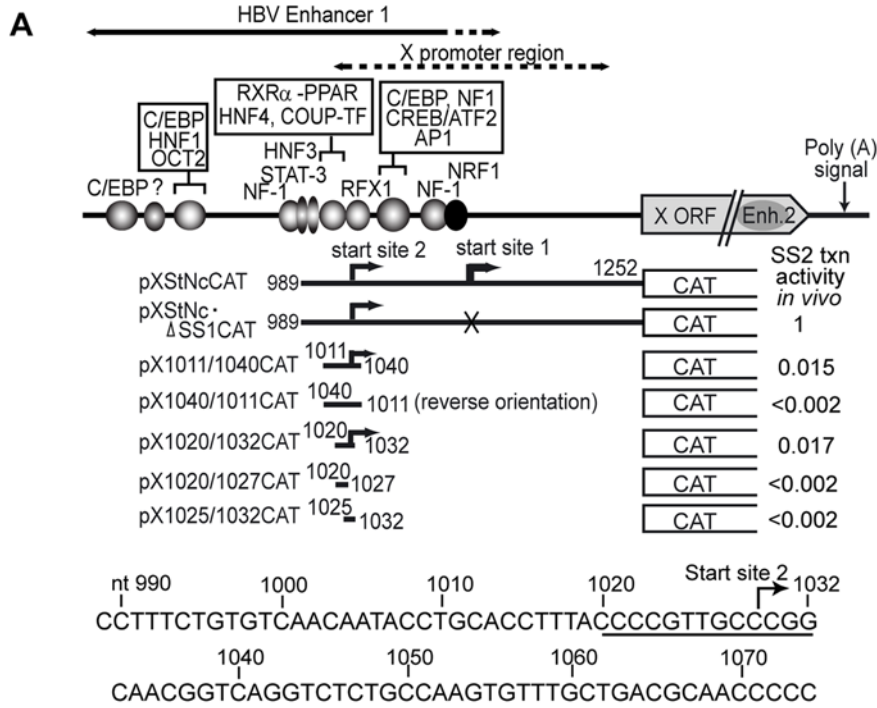 A
HBV Enhancer 1
X promoter region
C/EBP
HNF1
OCT2
RXRα -PPAR
HNF4, COUP-TF
C/EBP, NF1
CREB/ATF2
AP1
HNF3
STAT-3
C/EBP ?
NF-1
RFX1
NF-1
NRF1
Poly (A)
signal
X ORF
Enh.2
start site 2
start site 1
SS2 txn
activity
in vivo
pXStNcCAT
989
1252
CAT
pXStNc·
ΔSS1CAT
989
X
CAT
1
pX1011/1040CAT
1011
1040
CAT
0.015
pX1040/1011CAT
1040
1011 (reverse orientation)
CAT
<0.002
pX1020/1032CAT
1020
1032
CAT
0.017
pX1020/1027CAT
1020
1027
CAT
<0.002
pX1025/1032CAT
1025
1032
CAT
<0.002
Start site 2
nt 990 1000 1010 1020 1032
CCTTTCTGTGTCAACAATACCTGCACCTTTACCCCGTTGCCCGG
1040 1050 1060 1070
CAACGGTCAGGTCTCTGCCAAGTGTTTGCTGACGCAACCCCC